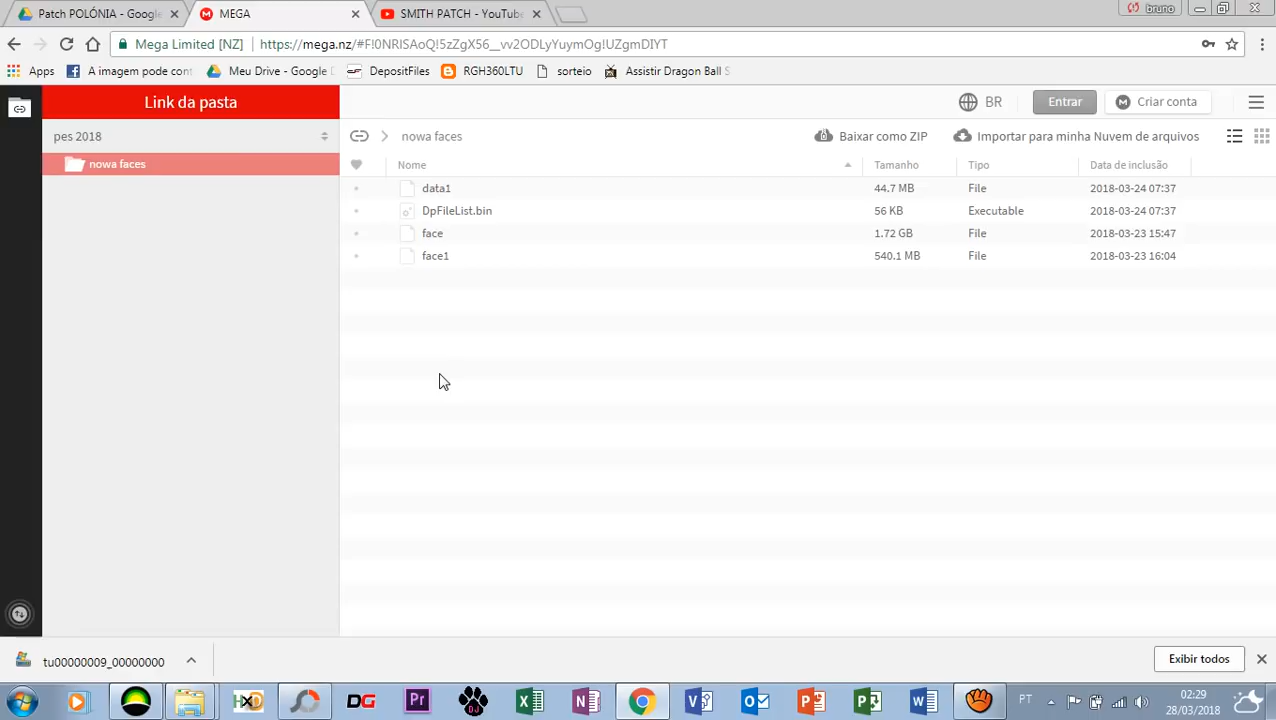 Patch POLÓNIA - Google
MEGA
SMITH PATCH - YouTube
bruno
Mega Limited [NZ]
https://mega.nz/#F!0NRISAoQ!5zZgX56__vv2ODLyYuymOg!UZgmDIYT
Apps
A imagem pode cont
Meu Drive - Google D
DepositFiles
RGH360LTU
sorteio
Assistir Dragon Ball S
Link da pasta
BR
Entrar
Criar conta
pes 2018
nowa faces
Baixar como ZIP
Importar para minha Nuvem de arquivos
nowa faces
Nome
Tamanho
Tipo
Data de inclusão
data1 44.7 MB File 2018-03-24 07:37
DpFileList.bin 56 KB Executable 2018-03-24 07:37
face 1.72 GB File 2018-03-23 15:47
face1 540.1 MB File 2018-03-23 16:04
tu00000009_00000000
Exibir todos
PT
02:29
28/03/2018